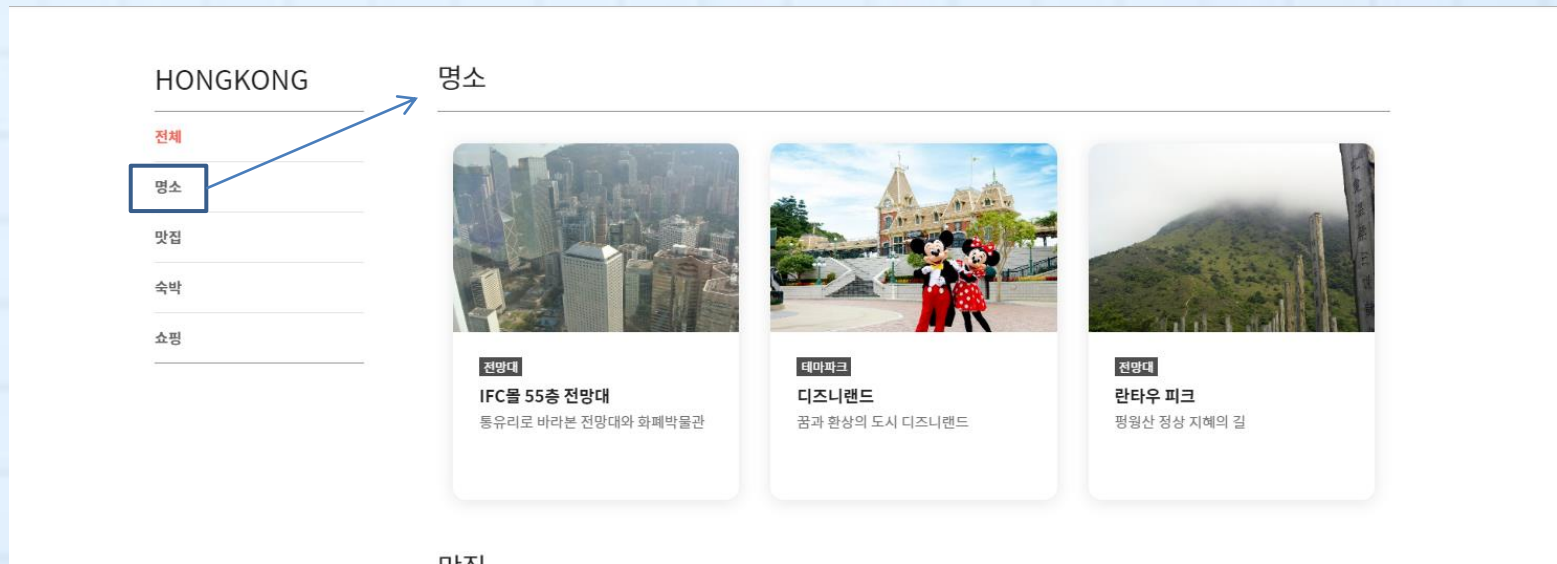 HONGKONG
전체
명소
맛집
숙박
쇼핑
명소
전망대
IFC몰 55층 전망대
통유리로 바라본 전망대와 화폐박물관
테마파크
디즈니랜드
꿈과 환상의 도시 디즈니랜드
전망대
란타우 피크
펑웡산 정상 지혜의 길